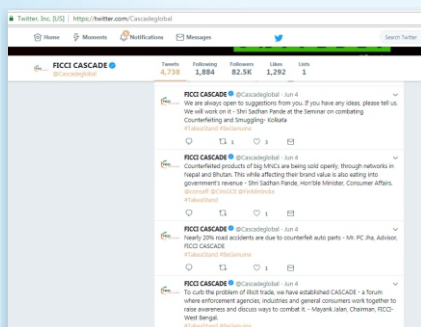 Twitter, Inc. [US] | https://twitter.com/Cascadeglobal
Home Moments Notifications Messages Search Twitter
FICCI CASCADE
@Cascadeglobal
Tweets Following Followers Likes Lists
4,738 1,884 82.5K 1,292 1
FICCI CASCADE @Cascadeglobal · Jun 4
We are always open to suggestions from you. If you have any ideas, please tell us.
We will work on it - Shri Sadhan Pande at the Seminar on combating
Counterfeiting and Smuggling- Kolkata
#TakeaStand #BeGenuine
1 3
FICCI CASCADE @Cascadeglobal · Jun 4
Counterfeited products of big MNCs are being sold openly, through networks in
Nepal and Bhutan. This while affecting their brand value is also eating into
government's revenue - Shri Sadhan Pande, Hon'ble Minister, Consumer Affairs.
#TakeaStand
1
FICCI CASCADE @Cascadeglobal · Jun 4
Nearly 20% road accidents are due to counterfeit auto parts - Mr. PC Jha, Advisor,
FICCI CASCADE
#TakeaStand #BeGenuine
1
FICCI CASCADE @Cascadeglobal · Jun 4
To curb the problem of illicit trade, we have established CASCADE - a forum
where enforcement agencies, industries and general consumers work together to
raise awareness and discuss ways to combat it. - Mayank Jalan, Chairman, FICCI-
West Bengal.
#TakeaStand #BeGenuine